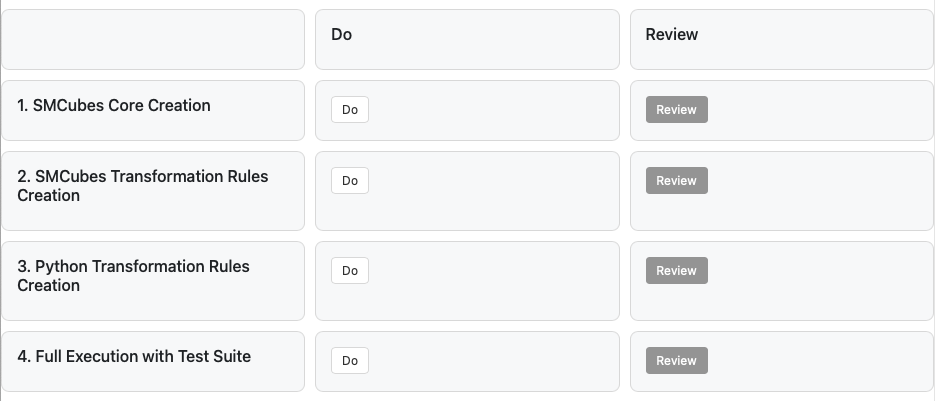 Do
Review
1. SMCubes Core Creation
Do
Review
2. SMCubes Transformation Rules
Creation
Do
Review
3. Python Transformation Rules
Creation
Do
Review
4. Full Execution with Test Suite
Do
Review